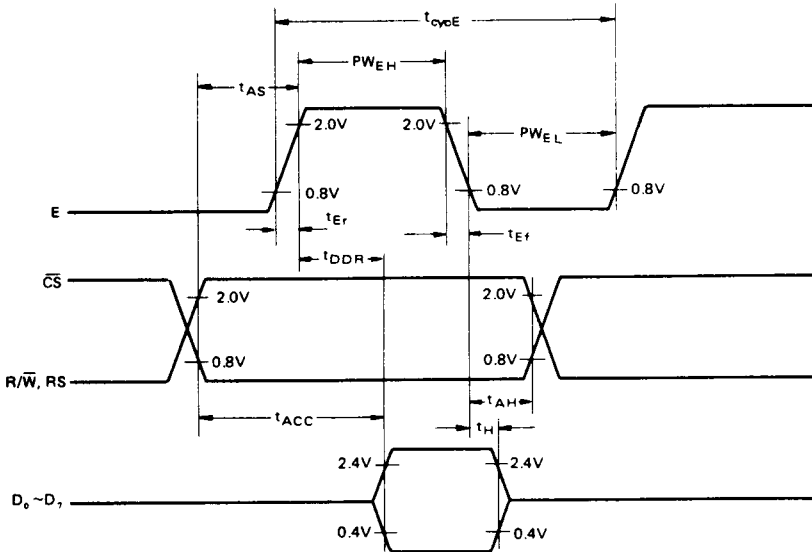 t_cycE
PW_EH
t_AS
2.0V 2.0V
PW_EL
0.8V 0.8V 0.8V
E
t_Er t_Ef
t_DDR
C̅S̅
2.0V 2.0V
0.8V 0.8V
R/W̅, RS
t_AH
t_ACC t_H
2.4V 2.4V
D₀ ~D₇
0.4V 0.4V